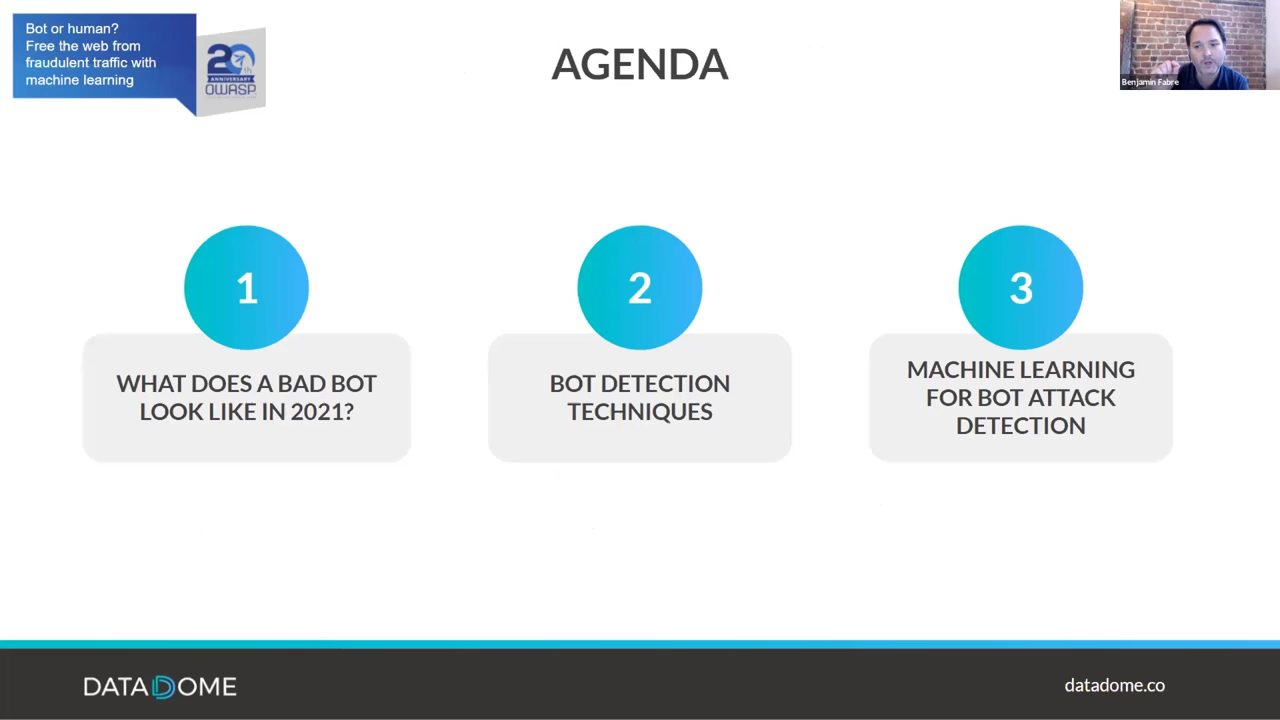 Bot or human?
Free the web from
fraudulent traffic with
machine learning
20
th
ANNIVERSARY
OWASP
AGENDA
Benjamin Fabre
1
WHAT DOES A BAD BOT
LOOK LIKE IN 2021?
2
BOT DETECTION
TECHNIQUES
3
MACHINE LEARNING
FOR BOT ATTACK
DETECTION
DATADOME
datadome.co